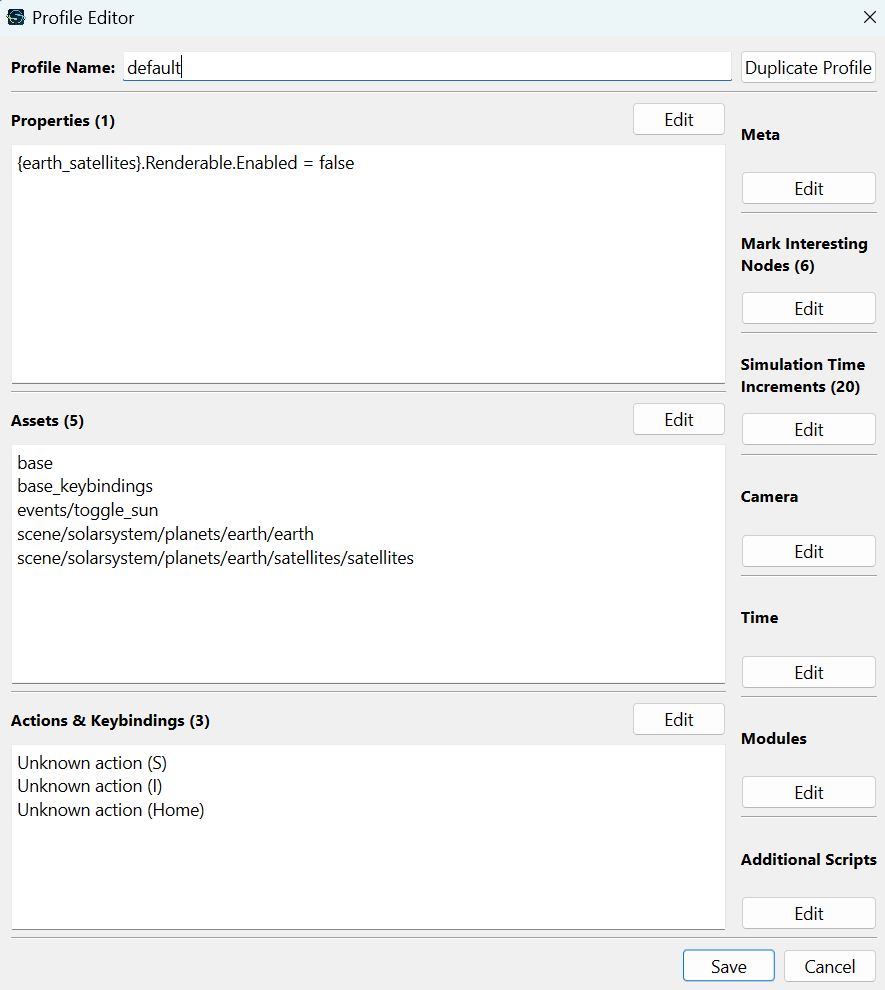 Profile Editor
Profile Name: default Duplicate Profile
Properties (1) Edit
{earth_satellites}.Renderable.Enabled = false
Assets (5) Edit
base
base_keybindings
events/toggle_sun
scene/solarsystem/planets/earth/earth
scene/solarsystem/planets/earth/satellites/satellites
Actions & Keybindings (3) Edit
Unknown action (S)
Unknown action (I)
Unknown action (Home)
Meta
Edit
Mark Interesting
Nodes (6)
Edit
Simulation Time
Increments (20)
Edit
Camera
Edit
Time
Edit
Modules
Edit
Additional Scripts
Edit
Save Cancel